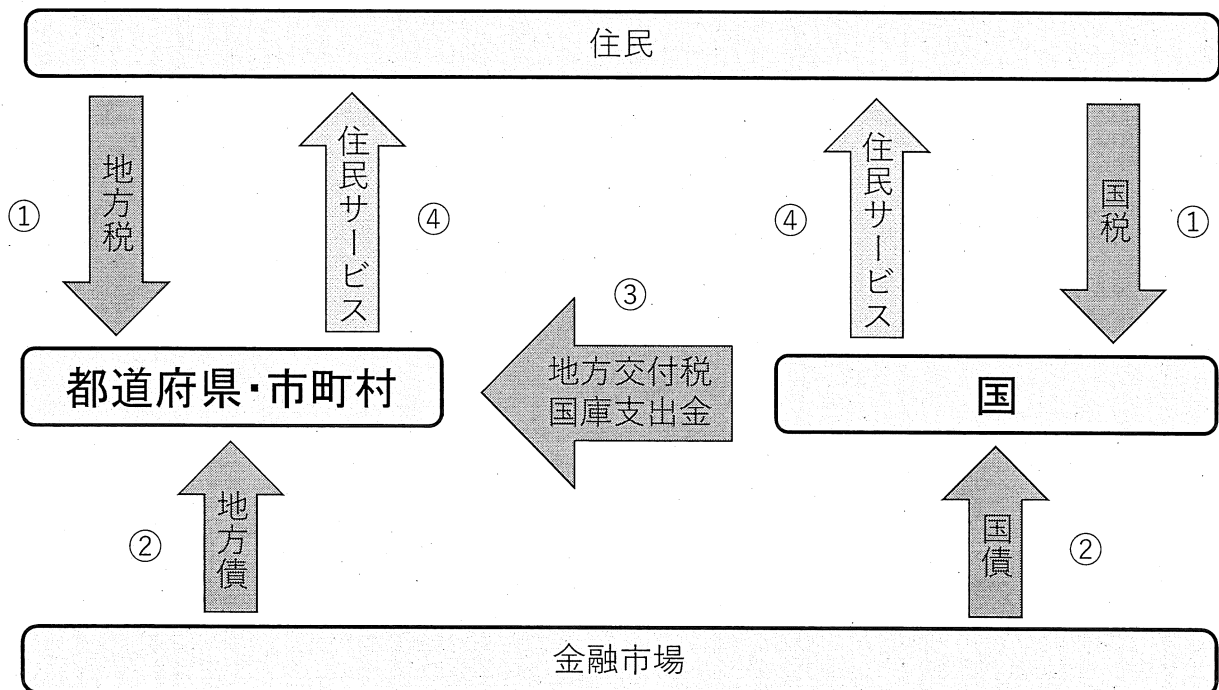 住民
① 地方税
住民サービス ④
④ 住民サービス
国税 ①
③
地方交付税
国庫支出金
都道府県・市町村
国
② 地方債
国債 ②
金融市場